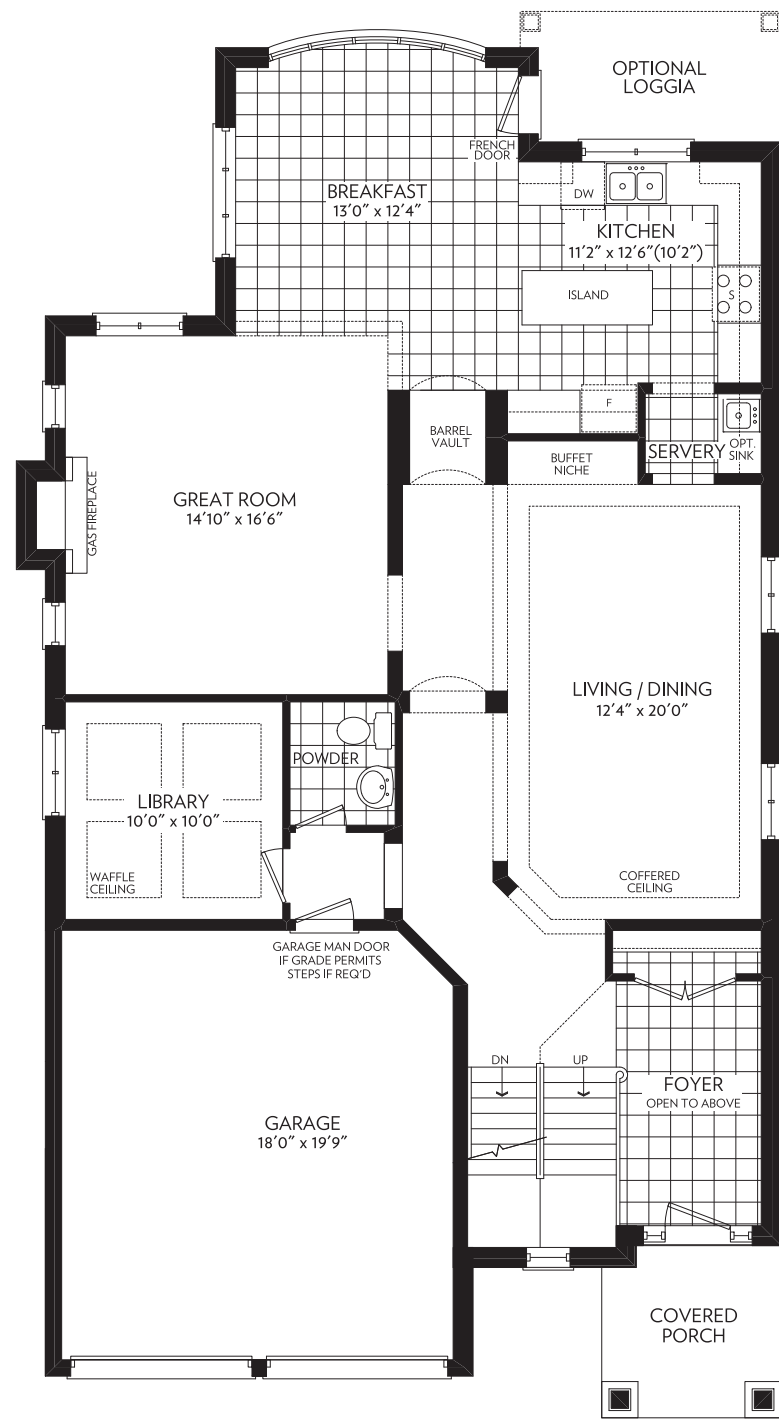 OPTIONAL
LOGGIA
FRENCH
DOOR
BREAKFAST
13'0" x 12'4"
DW
KITCHEN
11'2" x 12'6"(10'2")
ISLAND
S
F
BARREL
VAULT
SERVERY
OPT.
SINK
BUFFET
NICHE
GREAT ROOM
14'10" x 16'6"
GAS FIREPLACE
LIVING / DINING
12'4" x 20'0"
POWDER
LIBRARY
10'0" x 10'0"
WAFFLE
CEILING
COFFERED
CEILING
GARAGE MAN DOOR
IF GRADE PERMITS
STEPS IF REQ'D
DN
UP
FOYER
OPEN TO ABOVE
GARAGE
18'0" x 19'9"
COVERED
PORCH